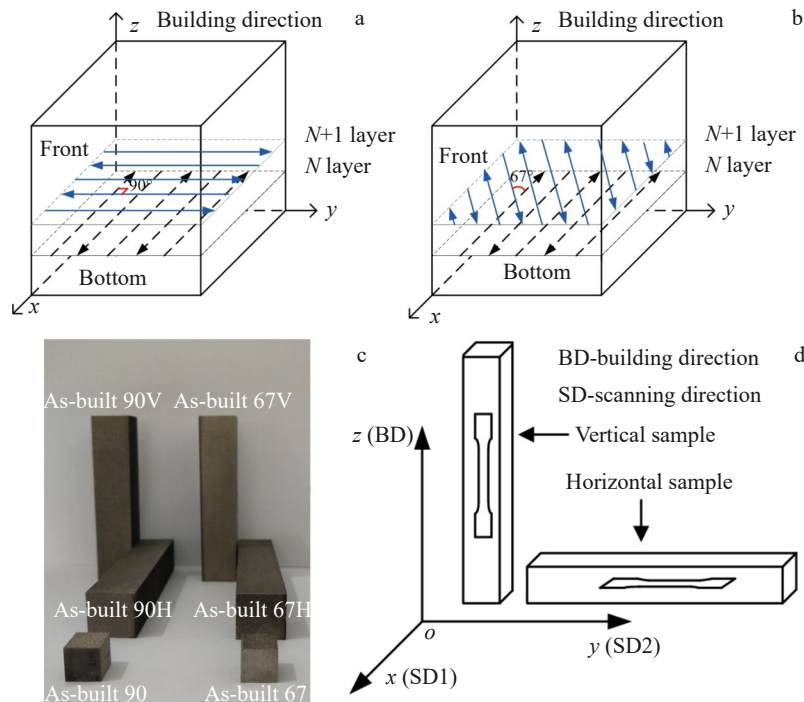 z Building direction a
Front
N+1 layer
N layer
90°
y
Bottom
x
z Building direction b
Front
N+1 layer
N layer
67°
y
Bottom
x
c
As-built 90V As-built 67V
As-built 90H As-built 67H
As-built 90 As-built 67
BD-building direction d
SD-scanning direction
z (BD)
Vertical sample
Horizontal sample
o
y (SD2)
x (SD1)